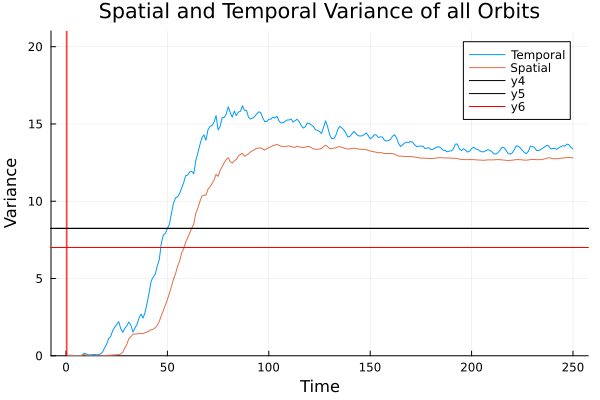 Spatial and Temporal Variance of all Orbits
Variance
20
15
10
5
0
Temporal
Spatial
y4
y5
y6
0 50 100 150 200 250
Time